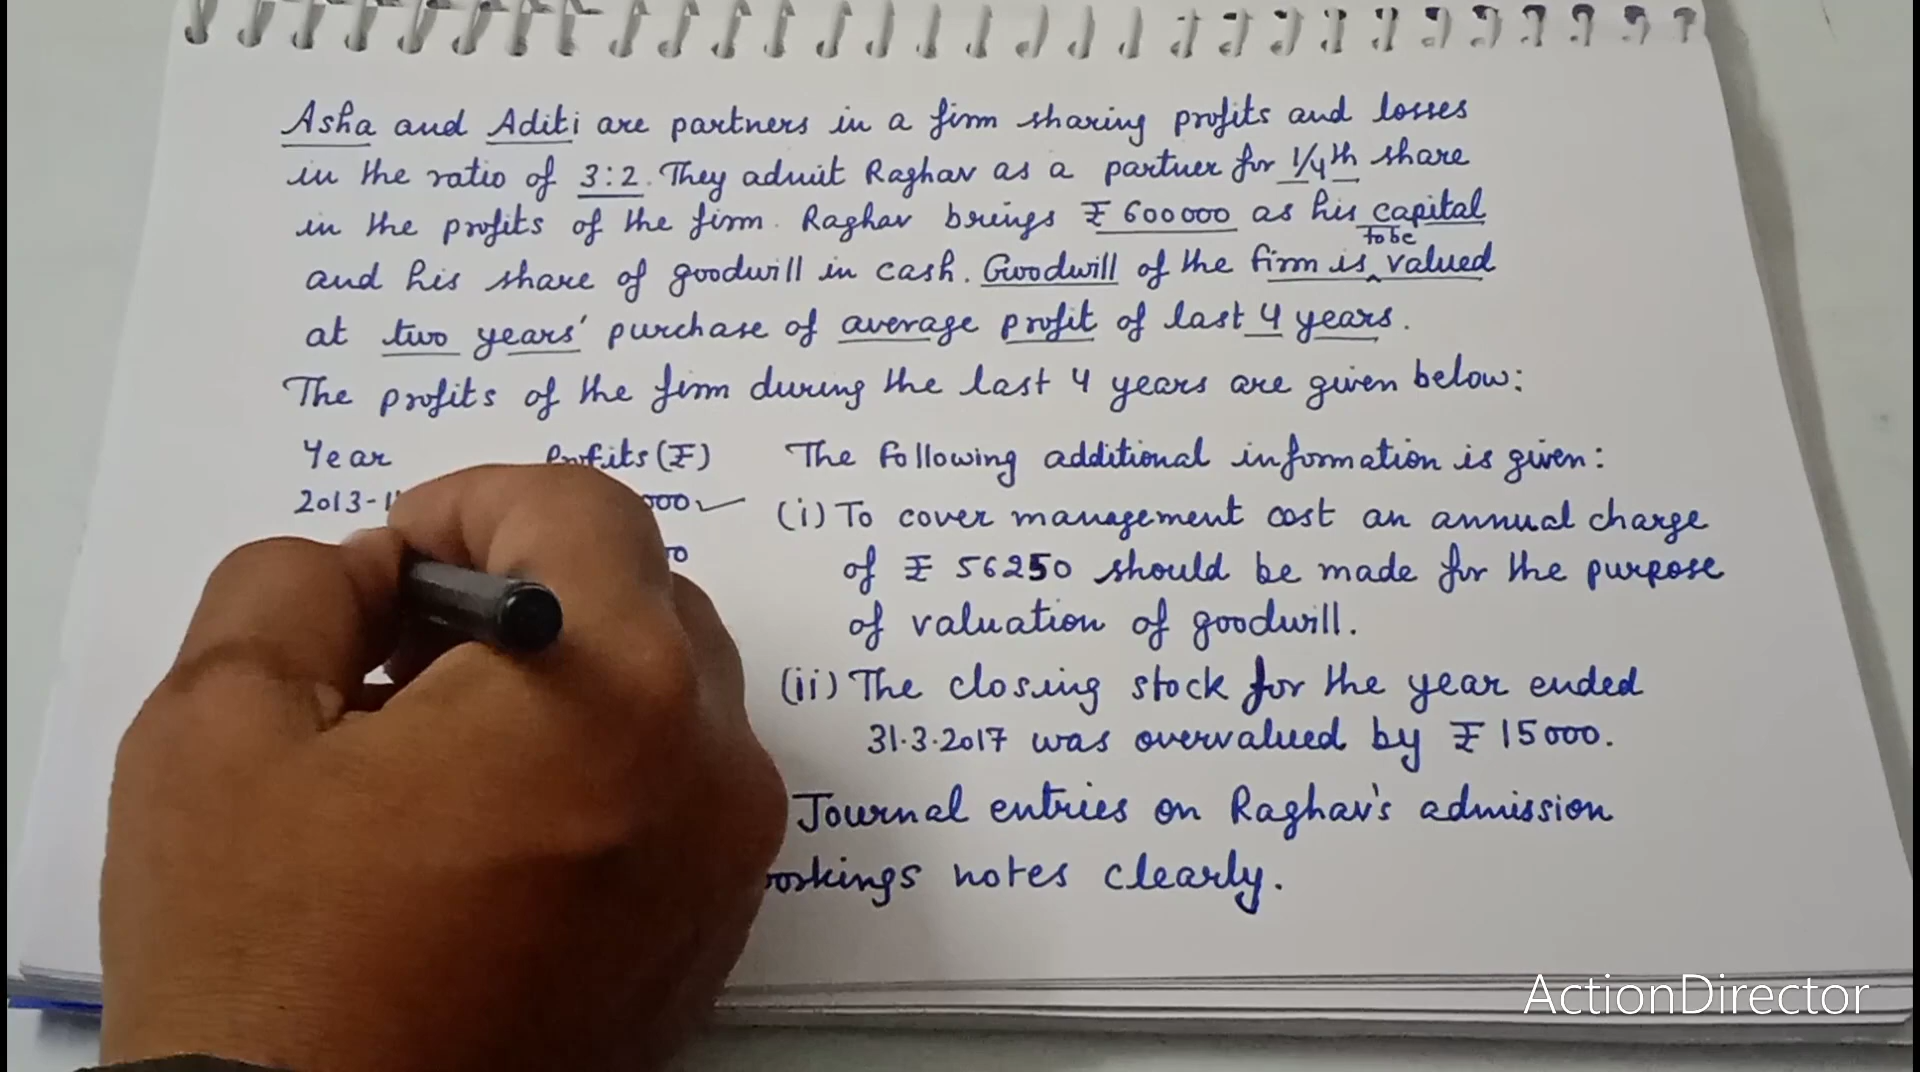 Asha and Aditi are partners in a firm sharing profits and losses
in the ratio of 3:2. They admit Raghav as a partner for 1/4th share
in the profits of the firm. Raghav brings ₹ 600000 as his capital
to be
and his share of goodwill in cash. Goodwill of the firm is ^ valued
at two years' purchase of average profit of last 4 years.
The profits of the firm during the last 4 years are given below:
Year Profits (₹)
2013-1
The following additional information is given:
(i) To cover management cost an annual charge
of ₹ 56250 should be made for the purpose
of valuation of goodwill.
(ii) The closing stock for the year ended
31.3.2017 was overvalued by ₹ 15000.
Journal entries on Raghav's admission
notes clearly.
ActionDirector